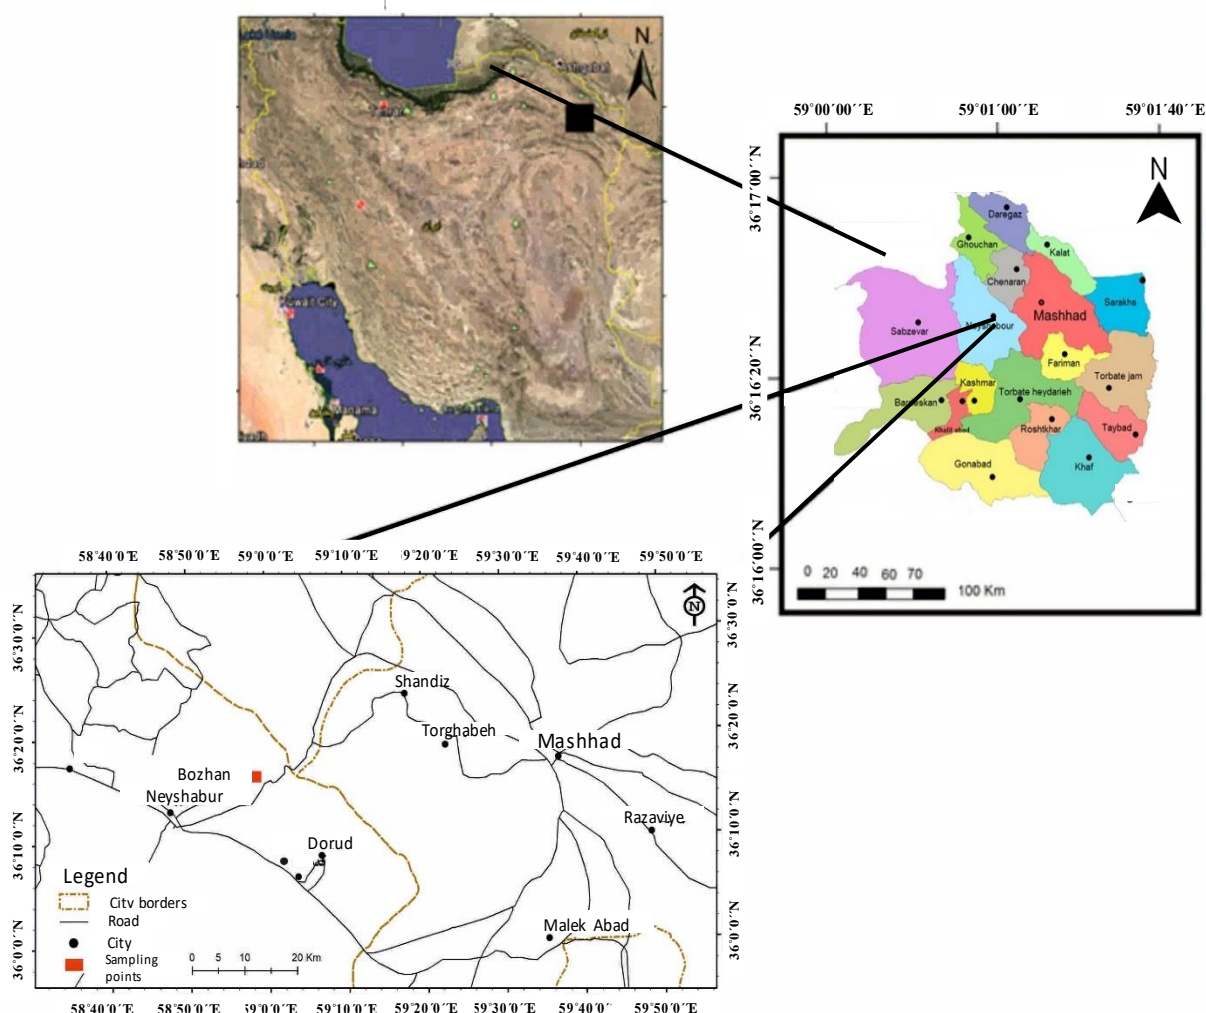 N
Kuwait City
Manama
59°00´00´´E 59°01´00´´E 59°01´40´´E
36°17´00´´N
36°16´20´´N
36°16´00´´N
N
Daregaz
Ghouchan
Kalat
Chenaran
Sarakhs
Mashhad
Neyshabour
Sabzevar
Fariman
Torbate jam
Kashmar
Torbate heydarieh
Bardeskan
Khalil abad
Roshtkhar
Taybad
Gonabad
Khaf
0 20 40 60 70
100 Km
58°40´0´´E 58°50´0´´E 59°0´0´´E 59°10´0´´E 59°20´0´´E 59°30´0´´E 59°40´0´´E 59°50´0´´E
36°30´0´´N
36°20´0´´N
36°10´0´´N
36°0´0´´N
N
36°30´0´´N
36°20´0´´N
36°10´0´´N
36°0´0´´N
Shandiz
Torghabeh
Mashhad
Bozhan
Neyshabur
Razaviye
Dorud
Malek Abad
Legend
City borders
Road
City
Sampling
points
0 5 10 20 Km
58°40´0´´E 58°50´0´´E 59°0´0´´E 59°10´0´´E 59°20´0´´E 59°30´0´´E 59°40´0´´E 59°50´0´´E